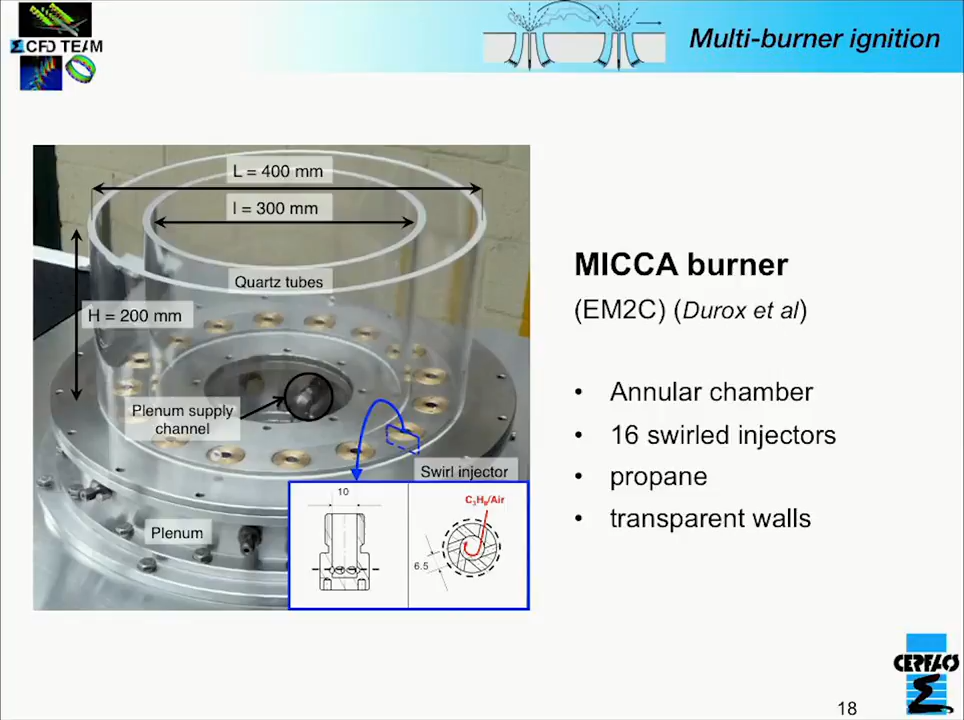 CFD TEAM
Multi-burner ignition
L = 400 mm
l = 300 mm
Quartz tubes
H = 200 mm
Plenum supply
channel
Swirl injector
Plenum
10
C₃H₈/Air
6.5
MICCA burner
(EM2C) (Durox et al)
• Annular chamber
• 16 swirled injectors
• propane
• transparent walls
CERFACS
18